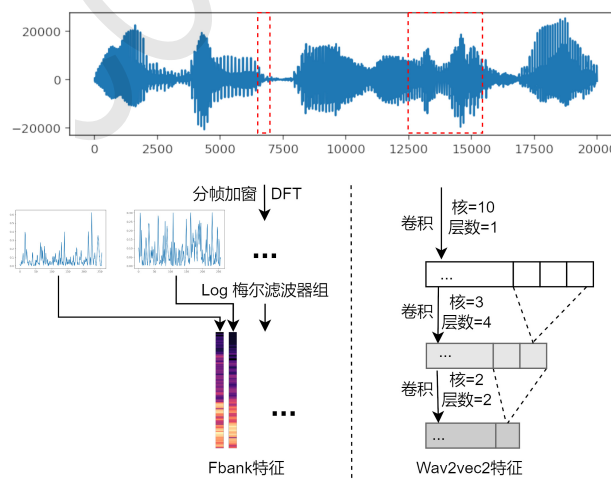 20000
0
−20000
0 2500 5000 7500 10000 12500 15000 17500 20000
分帧加窗 DFT
...
Log 梅尔滤波器组
...
Fbank特征
卷积 核=10
层数=1
...
卷积 核=3
层数=4
...
卷积 核=2
层数=2
...
Wav2vec2特征